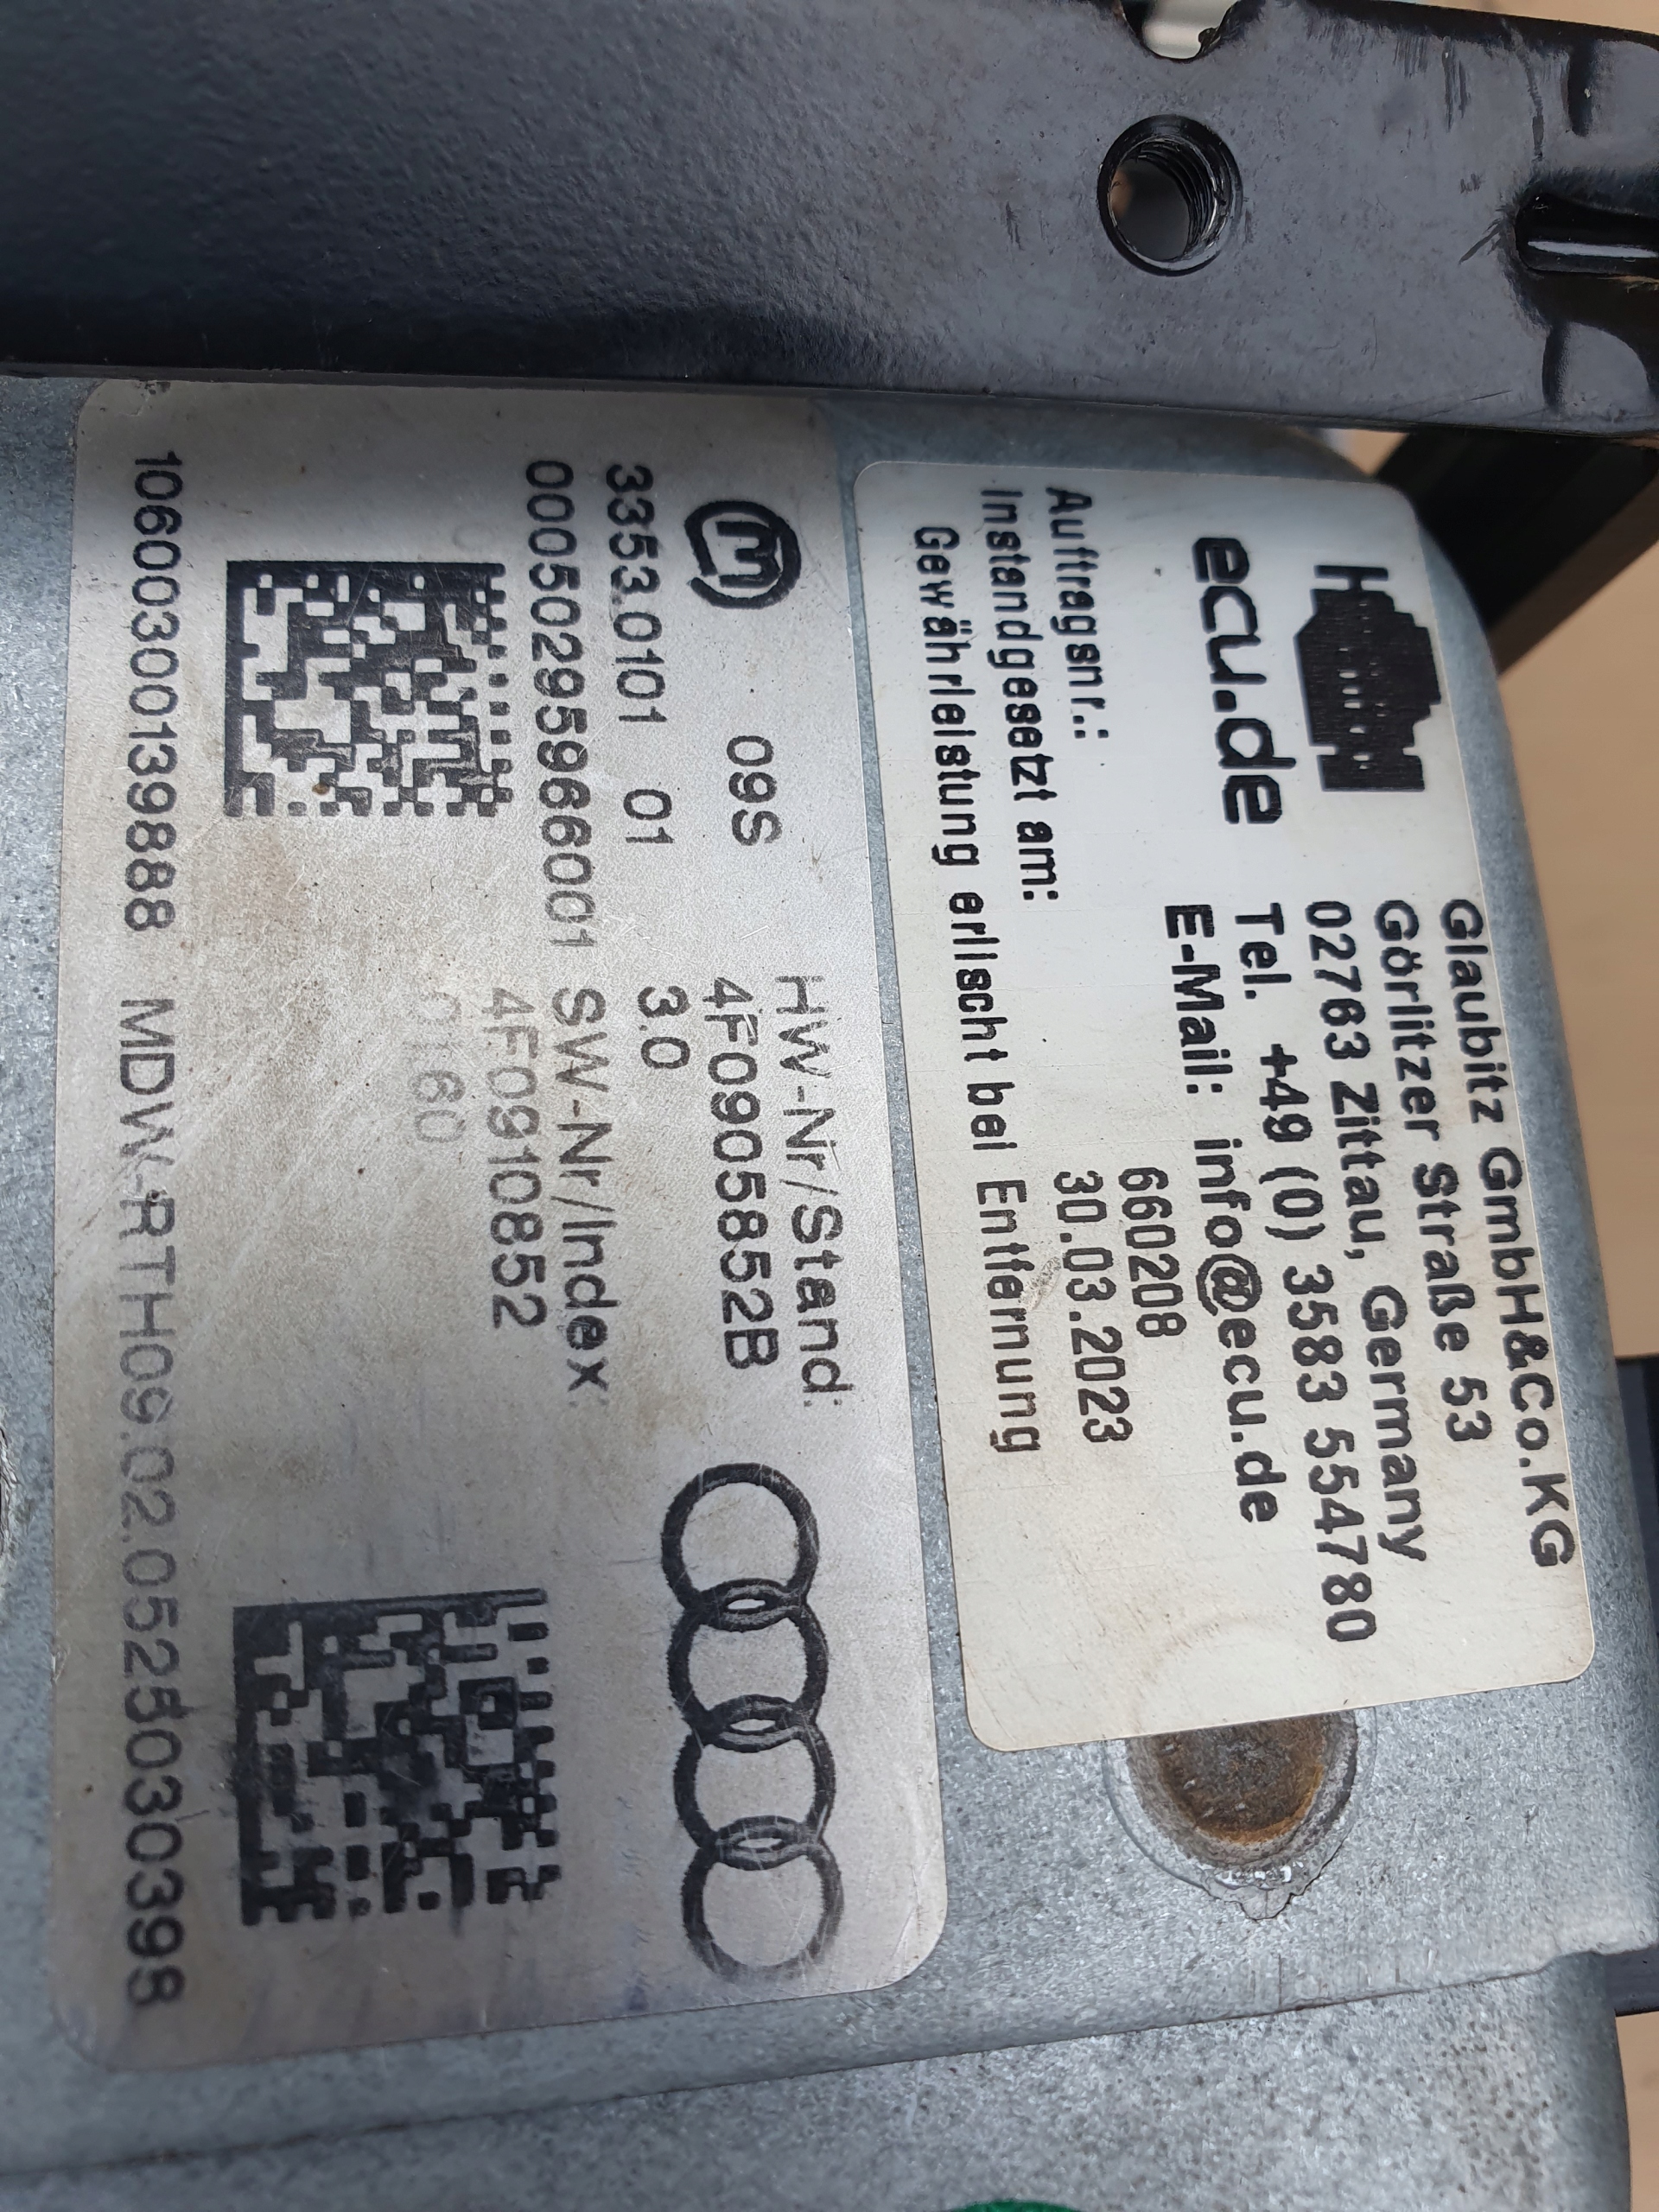 Glaubitz GmbH&Co.KG
Görlitzer Straße 53
02763 Zittau, Germany
Tel. +49 (0) 3583 554780
E-Mail: info@ecu.de
ecu.de
Auftragsnr.: 660208
Instandgesetzt am: 30.03.2023
Gewährleistung erlischt bei Entfernung
09S
HW-Nr/Stand:
4F0905852B
3353.0101 01
3.0
00050295966001
SW-Nr/Index:
4F0910852
0160
10600300139888 MDW-RTH09.02.0525030398